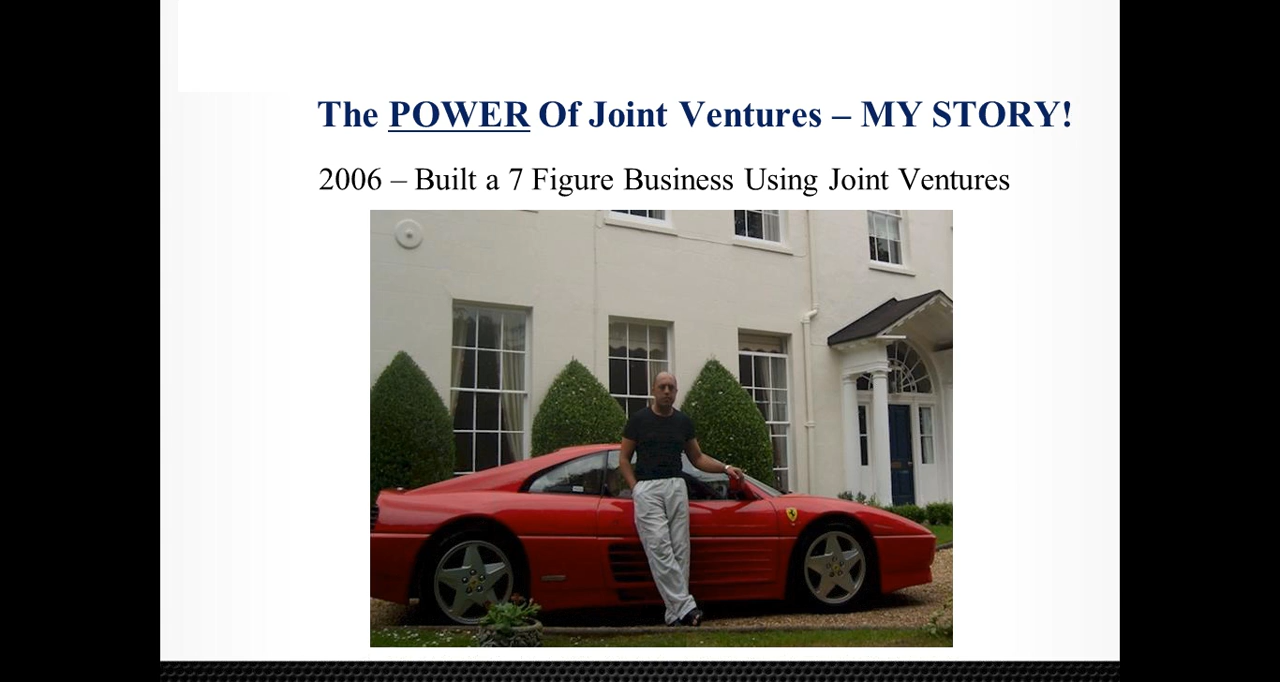 The POWER Of Joint Ventures – MY STORY!
2006 – Built a 7 Figure Business Using Joint Ventures